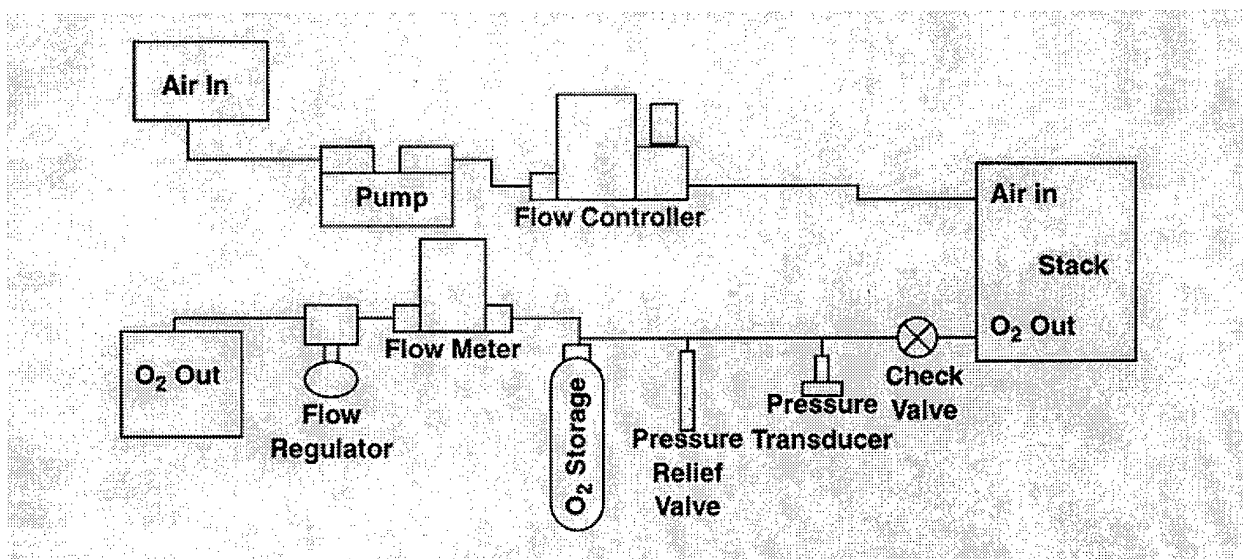 Air In
Pump
Flow Controller
Air in
Stack
O₂ Out
Check
Valve
Pressure
Transducer
Pressure
Relief
Valve
O₂ Storage
Flow Meter
Flow
Regulator
O₂ Out